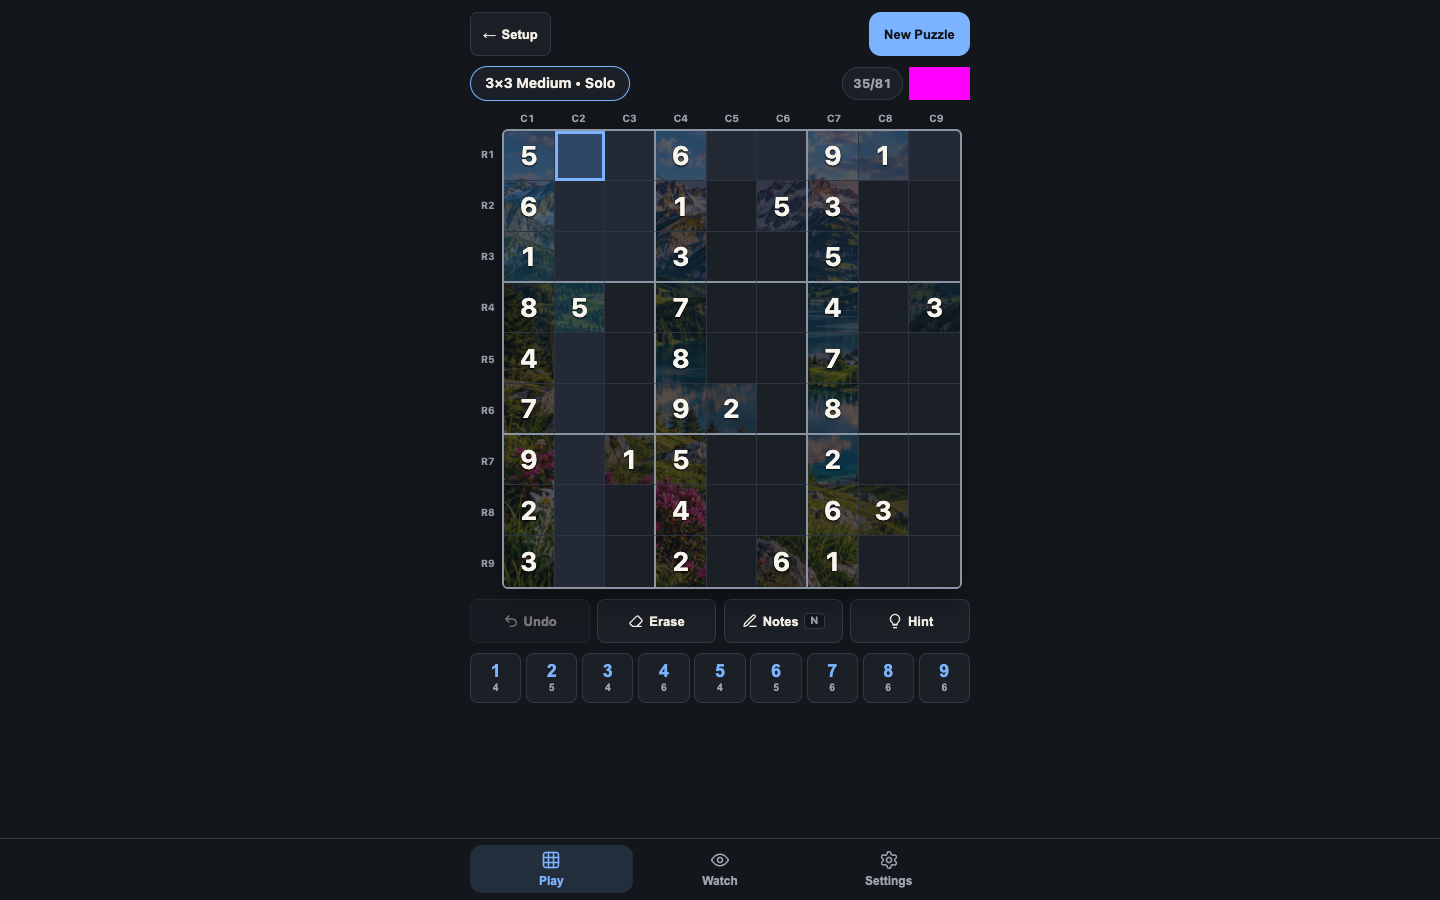 ← Setup
New Puzzle
3×3 Medium • Solo
35/81
C1 C2 C3 C4 C5 C6 C7 C8 C9
R1 5 6 9 1
R2 6 1 5 3
R3 1 3 5
R4 8 5 7 4 3
R5 4 8 7
R6 7 9 2 8
R7 9 1 5 2
R8 2 4 6 3
R9 3 2 6 1
Undo
Erase
Notes N
Hint
1 2 3 4 5 6 7 8 9
4 5 4 6 4 5 6 6 6
Play
Watch
Settings